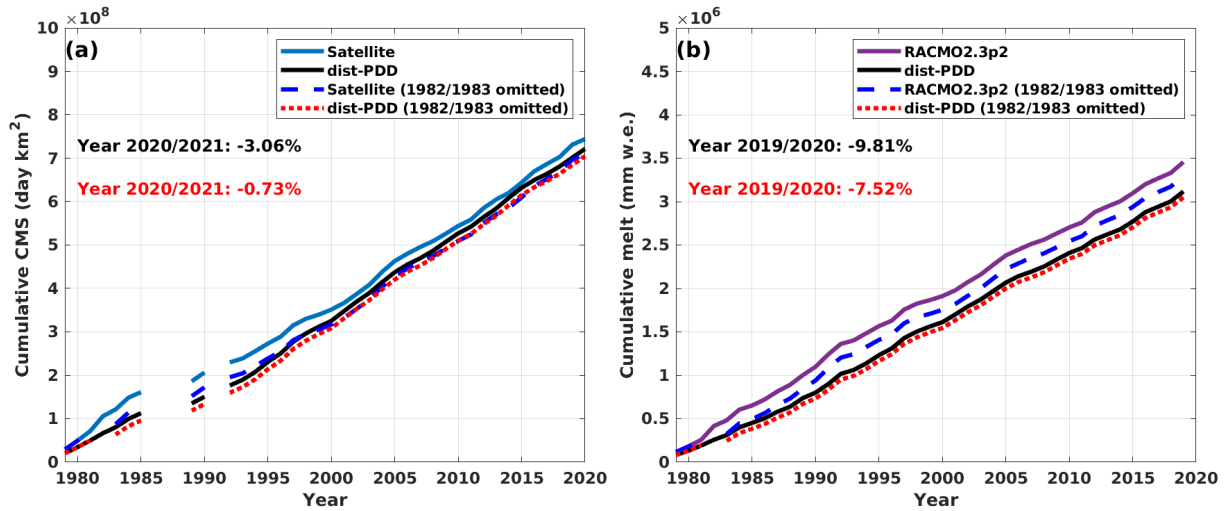 ×10⁸
(a)
Satellite
dist-PDD
Satellite (1982/1983 omitted)
dist-PDD (1982/1983 omitted)
Year 2020/2021: -3.06%
Year 2020/2021: -0.73%
Cumulative CMS (day km²)
10
9
8
7
6
5
4
3
2
1
0
1980 1985 1990 1995 2000 2005 2010 2015 2020
Year
×10⁶
(b)
RACMO2.3p2
dist-PDD
RACMO2.3p2 (1982/1983 omitted)
dist-PDD (1982/1983 omitted)
Year 2019/2020: -9.81%
Year 2019/2020: -7.52%
Cumulative melt (mm w.e.)
5
4.5
4
3.5
3
2.5
2
1.5
1
0.5
0
1980 1985 1990 1995 2000 2005 2010 2015 2020
Year